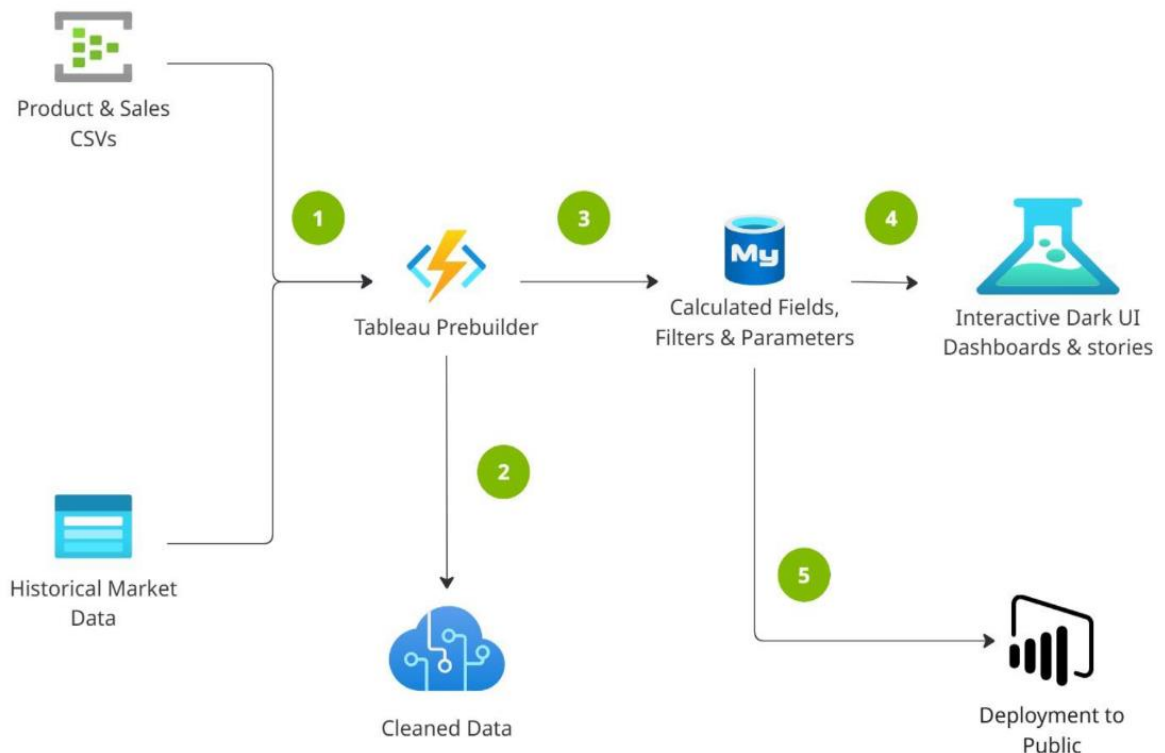 Product & Sales
CSVs
1
3
4
My
Tableau Prebuilder
Calculated Fields,
Filters & Parameters
Interactive Dark UI
Dashboards & stories
2
Historical Market
Data
5
Cleaned Data
Deployment to
Public